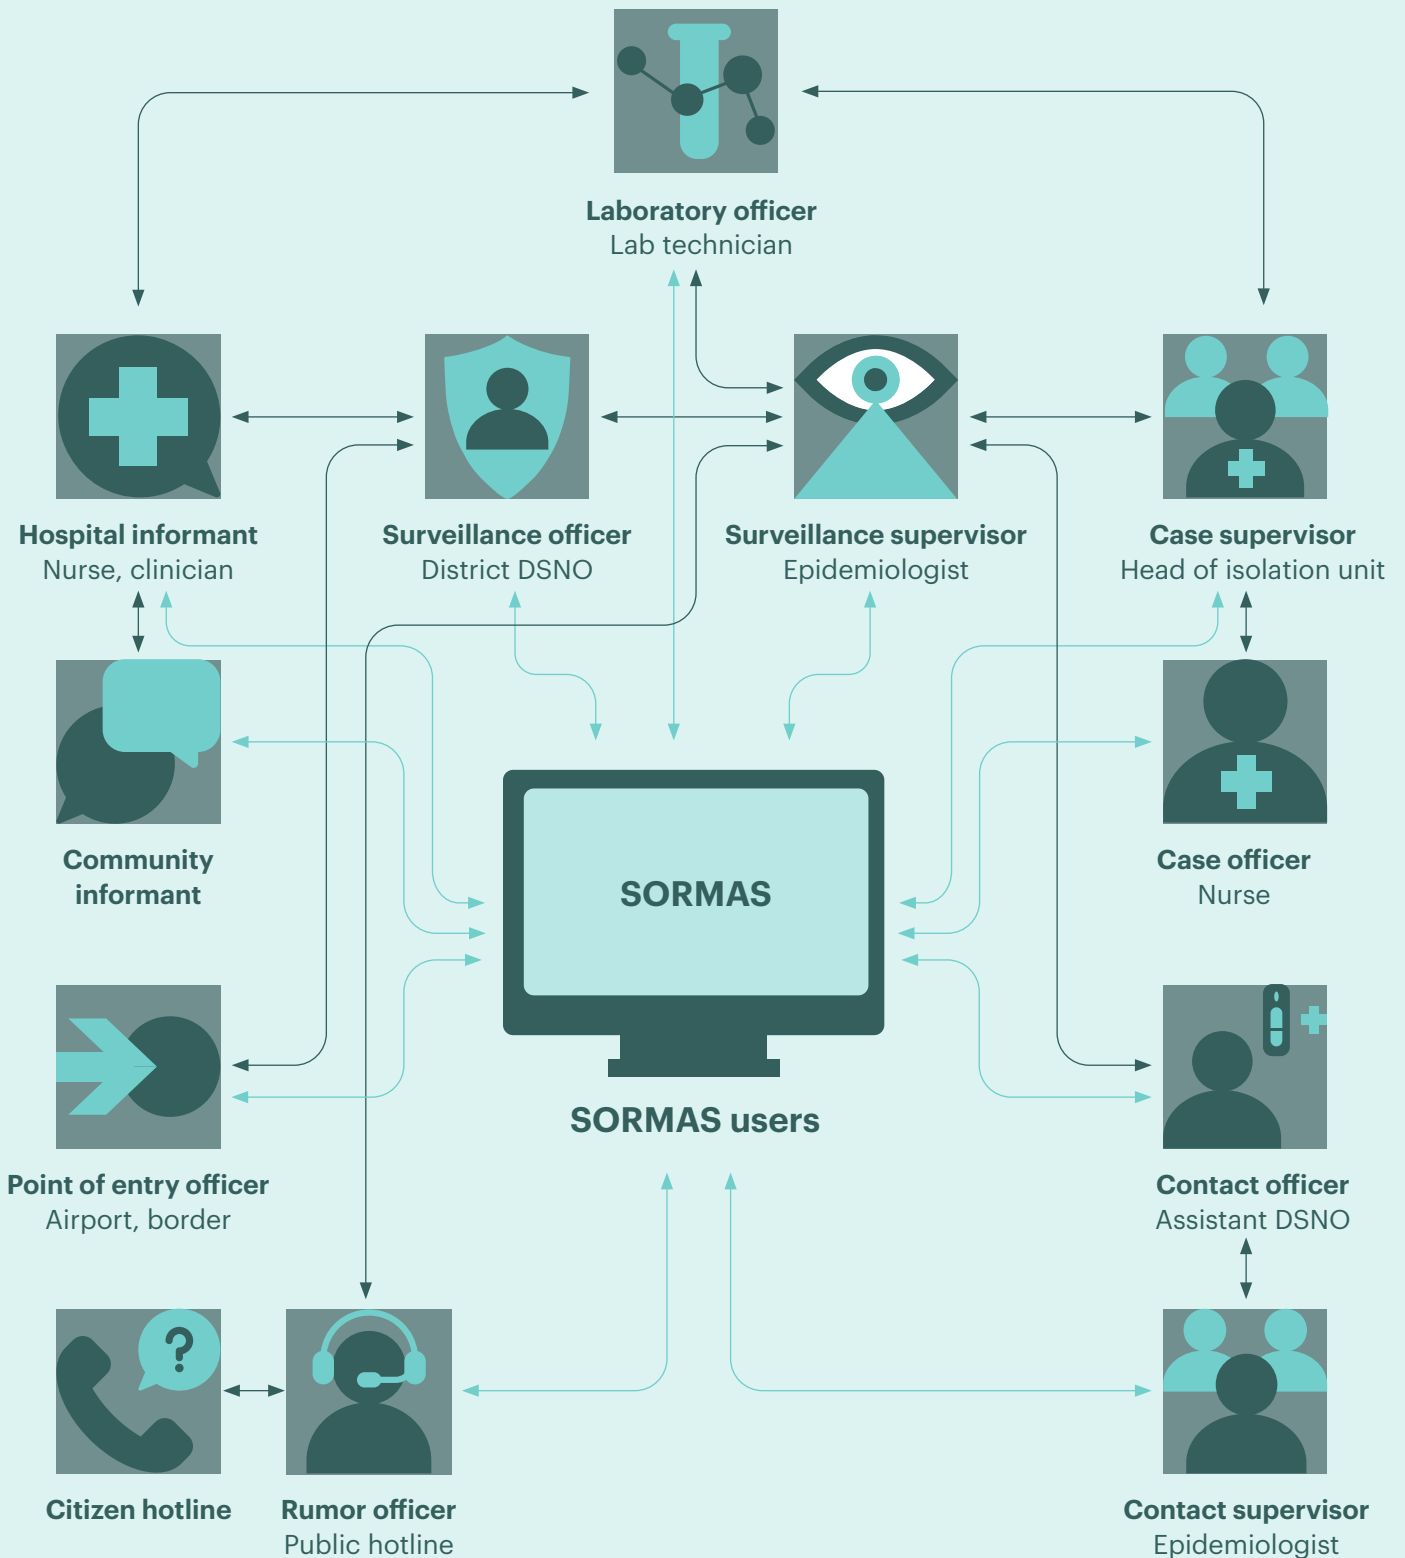 Laboratory officer
Lab technician
Hospital informant
Nurse, clinician
Surveillance officer
District DSNO
Surveillance supervisor
Epidemiologist
Case supervisor
Head of isolation unit
Community
informant
SORMAS
Case officer
Nurse
SORMAS users
Point of entry officer
Airport, border
Contact officer
Assistant DSNO
?
Citizen hotline
Rumor officer
Public hotline
Contact supervisor
Epidemiologist